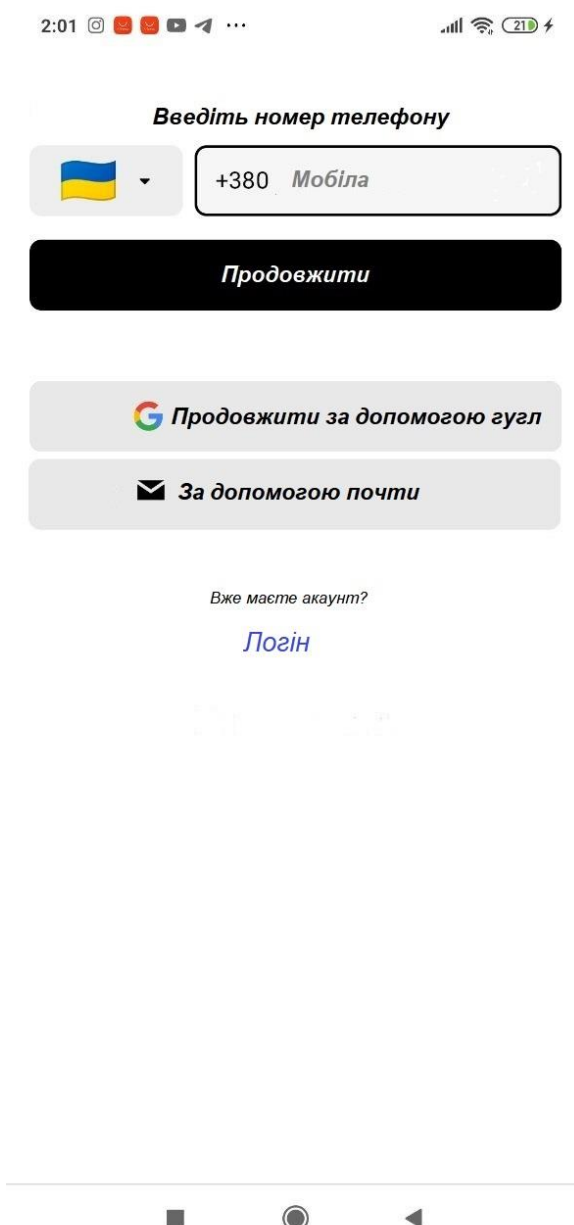 2:01
21
Введіть номер телефону
+380 Мобіла
Продовжити
Продовжити за допомогою гугл
За допомогою почти
Вже маєте акаунт?
Логін